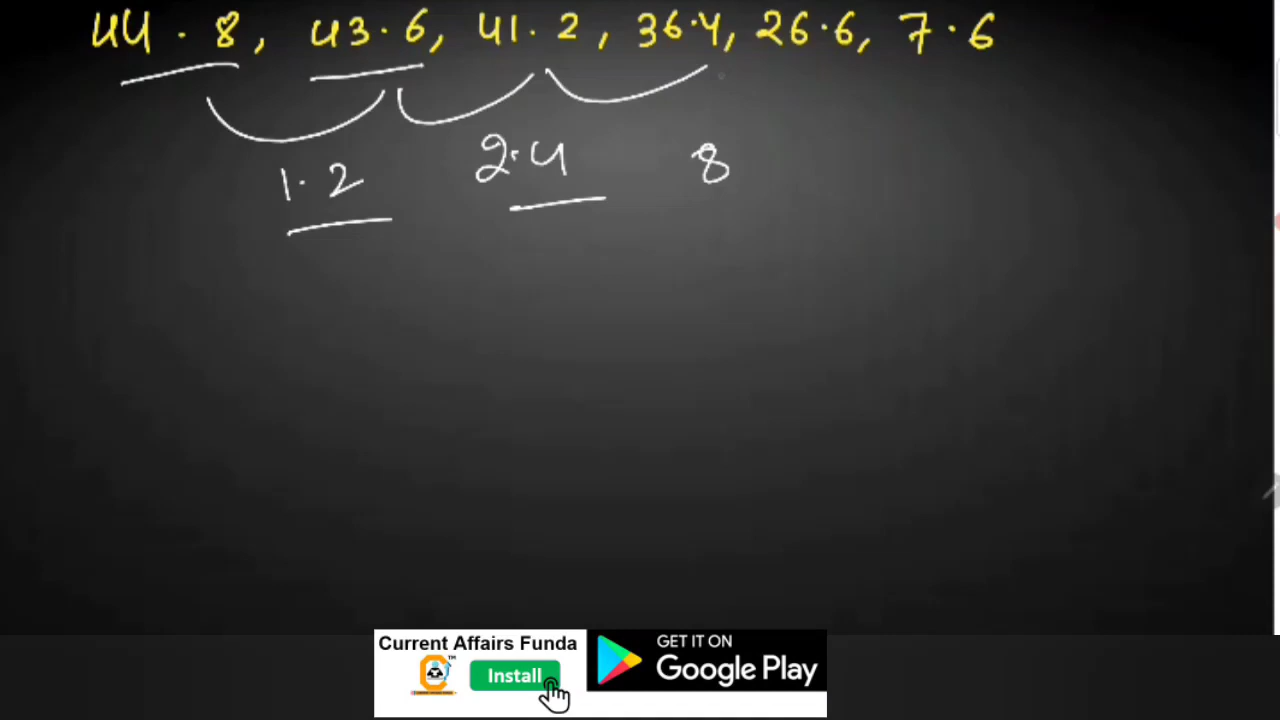 44.8, 43.6, 41.2, 36.4, 26.6, 7.6
1.2 2.4 8
Current Affairs Funda
Install
GET IT ON
Google Play